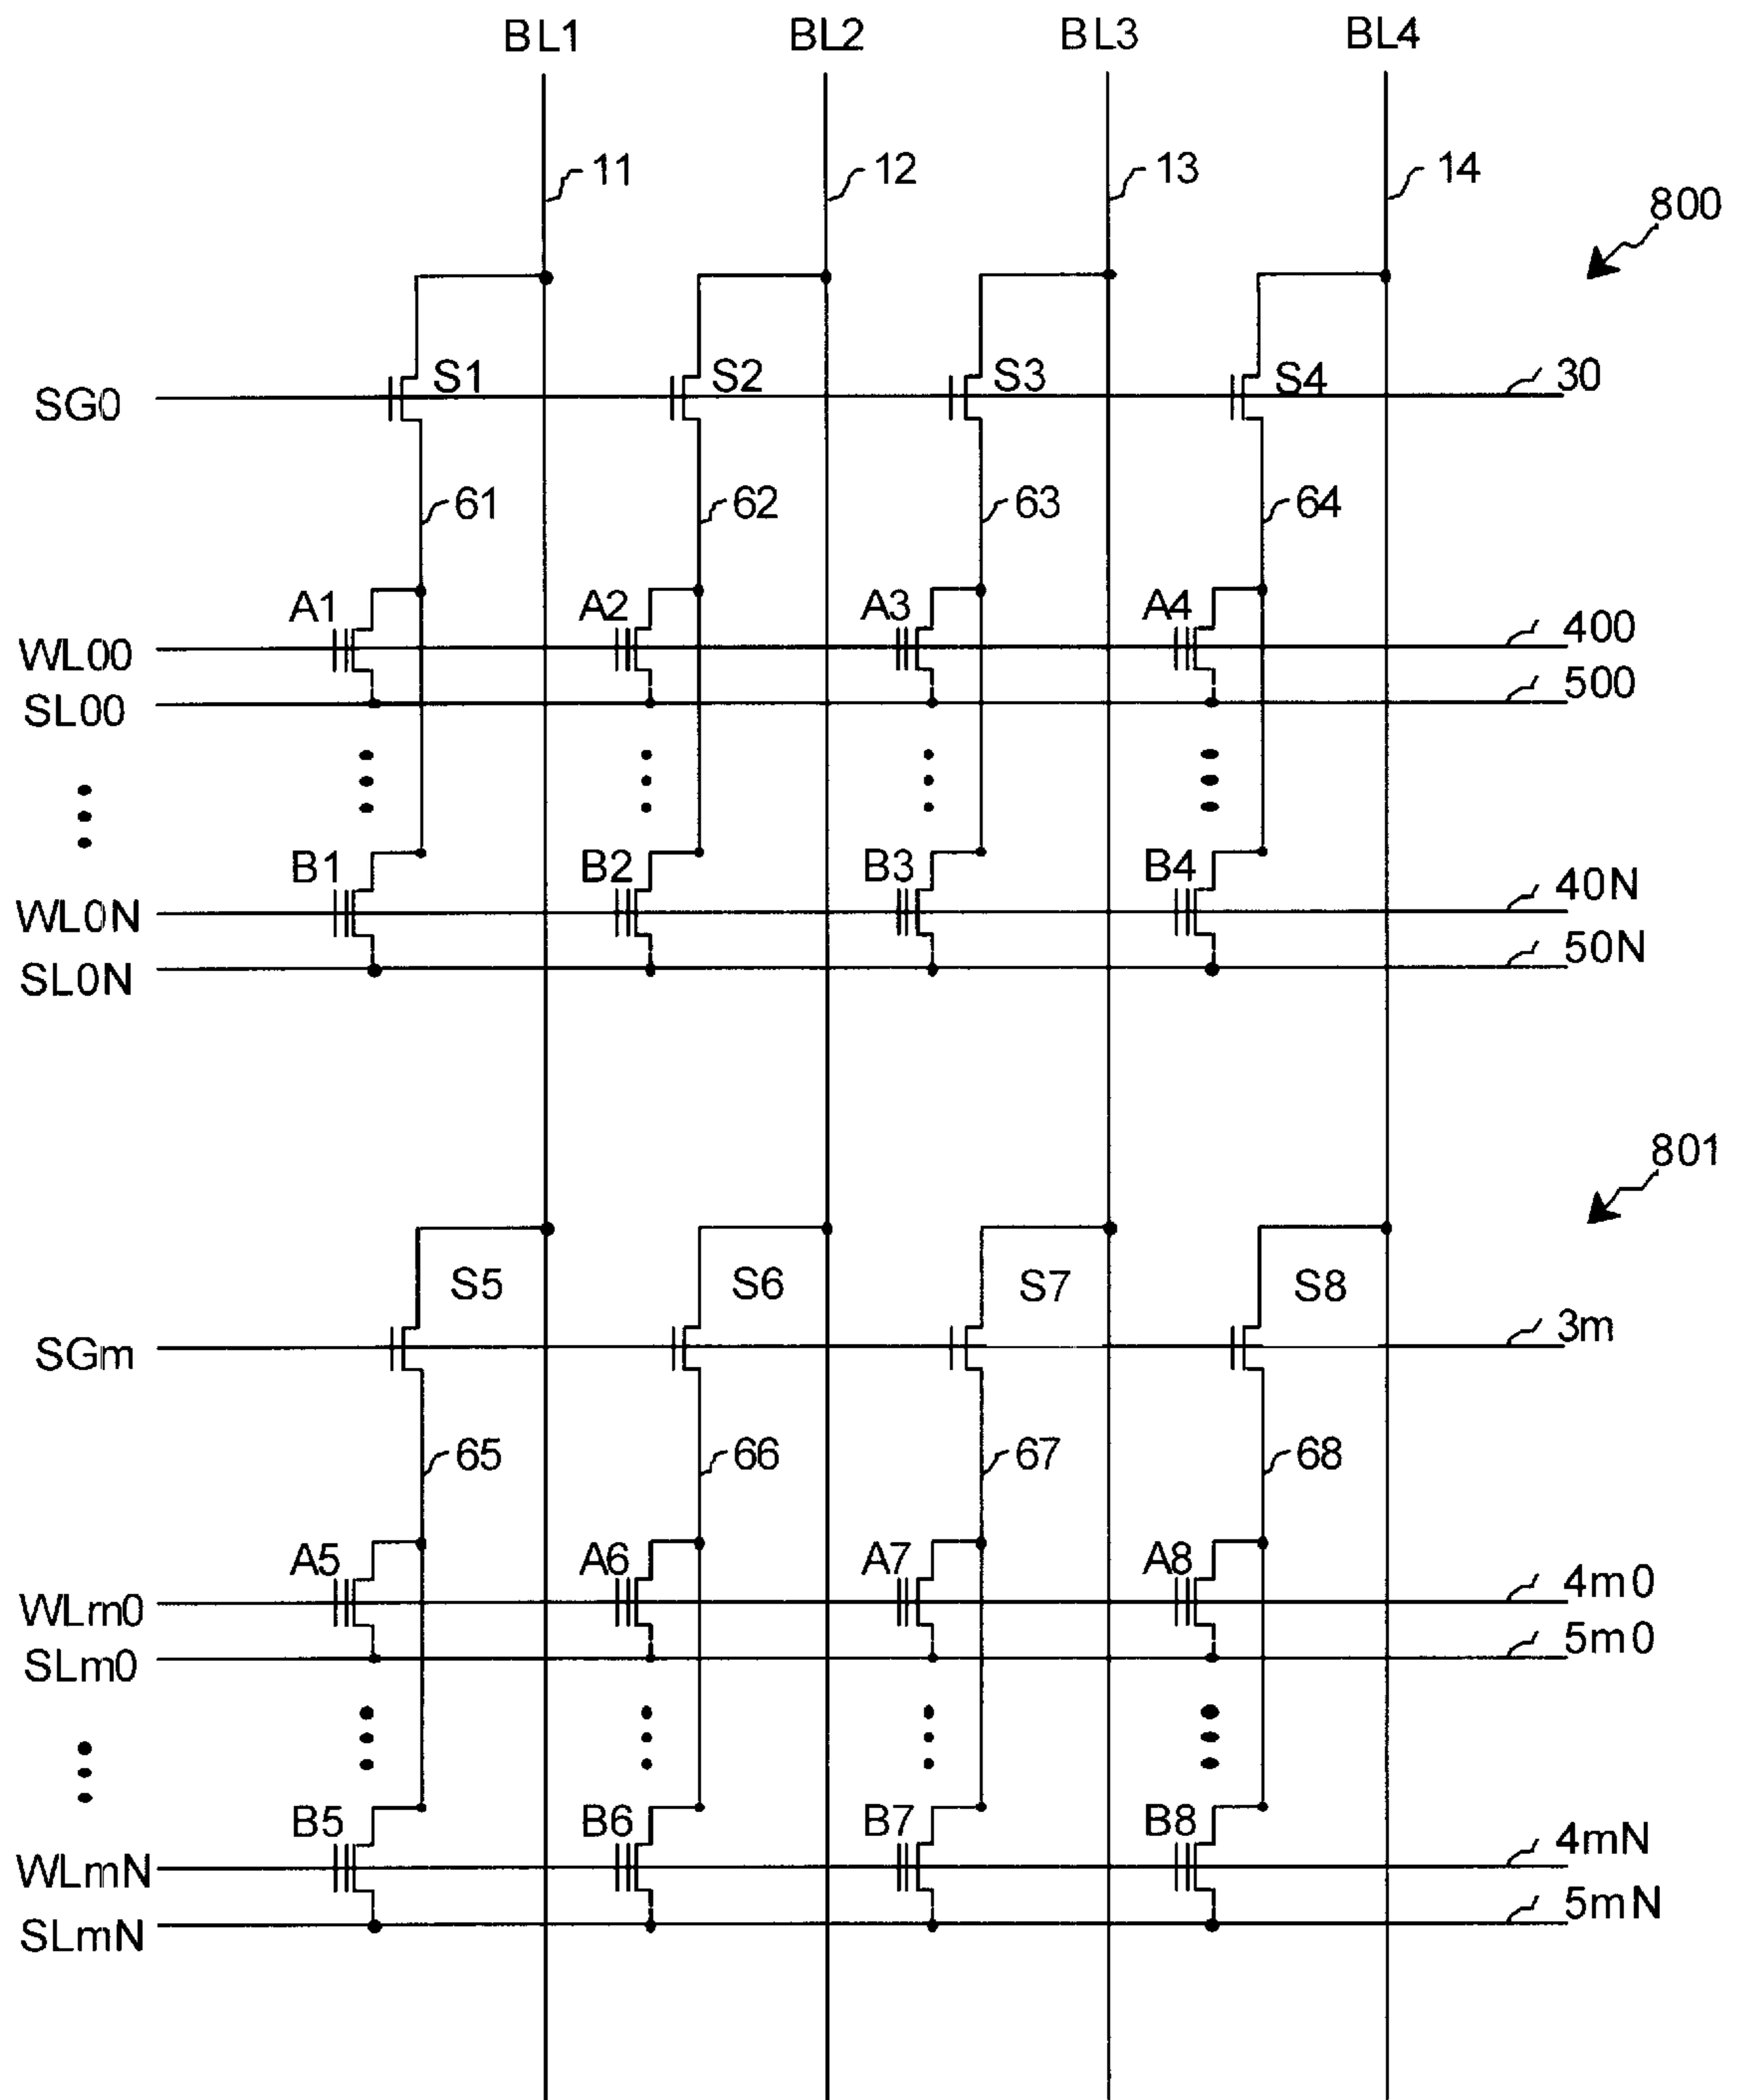 BL1 BL2 BL3 BL4
11 12 13 14
800
SG0 S1 S2 S3 S4 30
61 62 63 64
A1 A2 A3 A4
WL00 400
SL00 500
B1 B2 B3 B4
WL0N 40N
SL0N 50N
801
S5 S6 S7 S8
SGm 3m
65 66 67 68
A5 A6 A7 A8
WLm0 4m0
SLm0 5m0
B5 B6 B7 B8
WLmN 4mN
SLmN 5mN